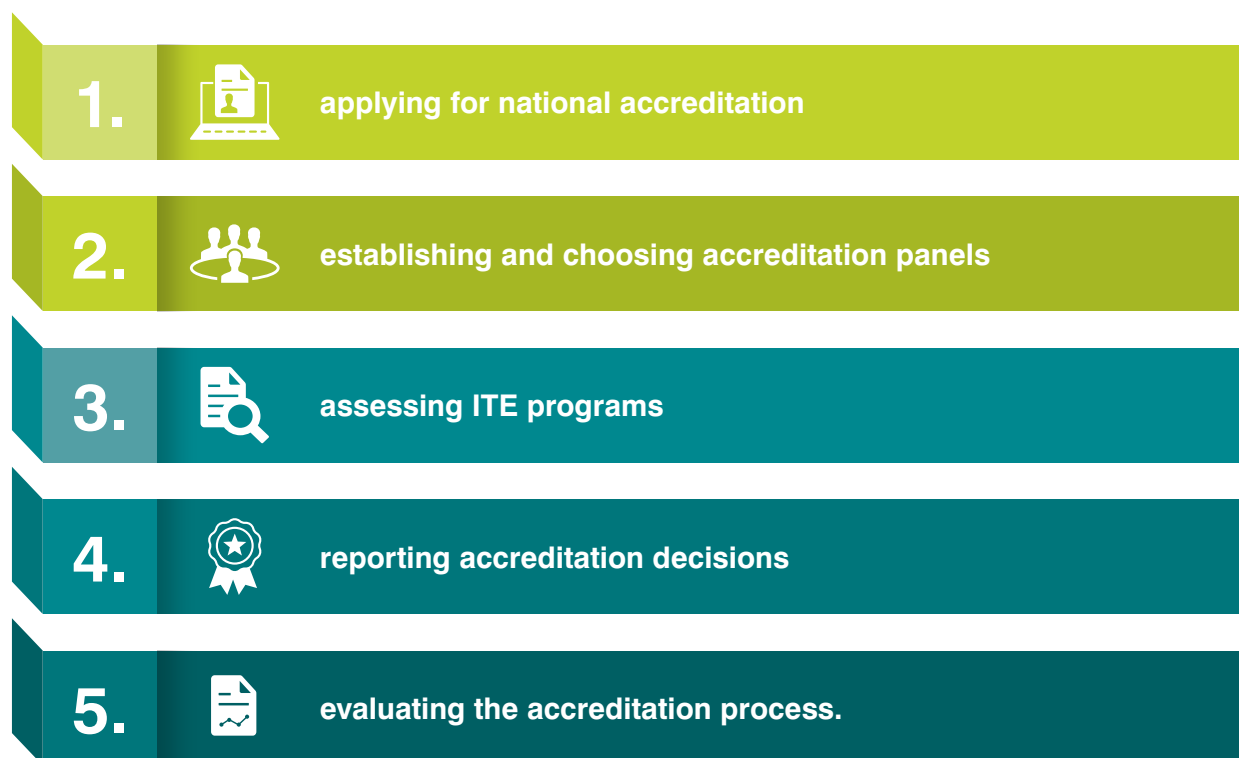 1. applying for national accreditation
2. establishing and choosing accreditation panels
3. assessing ITE programs
4. reporting accreditation decisions
5. evaluating the accreditation process.